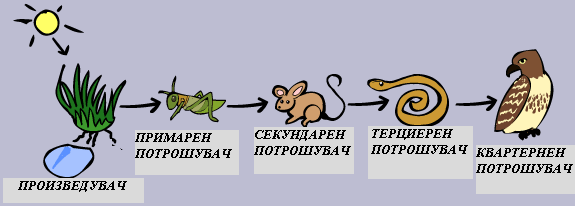 ПРОИЗВЕДУВАЧ
ПРИМАРЕН
ПОТРОШУВАЧ
СЕКУНДАРЕН
ПОТРОШУВАЧ
ТЕРЦИЕРЕН
ПОТРОШУВАЧ
КВАРТЕРНЕН
ПОТРОШУВАЧ